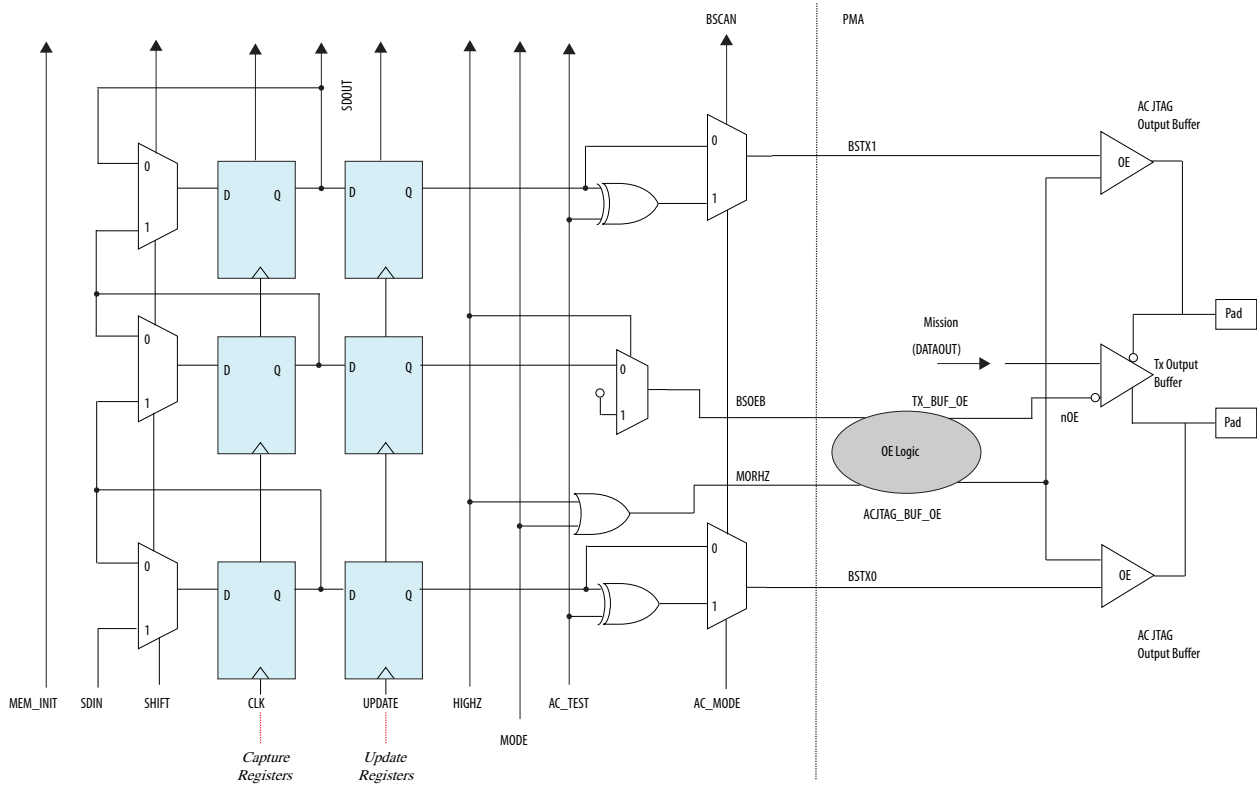 BSCAN
PMA
SDOUT
AC JTAG
Output Buffer
0
1
D Q
D Q
0
1
BSTX1
OE
0
1
D Q
D Q
0
1
BSOEB
Mission
(DATAOUT)
Tx Output
Buffer
TX_BUF_OE
nOE
Pad
Pad
OE Logic
MORHZ
ACJTAG_BUF_OE
0
1
D Q
D Q
0
1
BSTX0
OE
AC JTAG
Output Buffer
MEM_INIT
SDIN
SHIFT
CLK
UPDATE
HIGHZ
MODE
AC_TEST
AC_MODE
Capture
Registers
Update
Registers